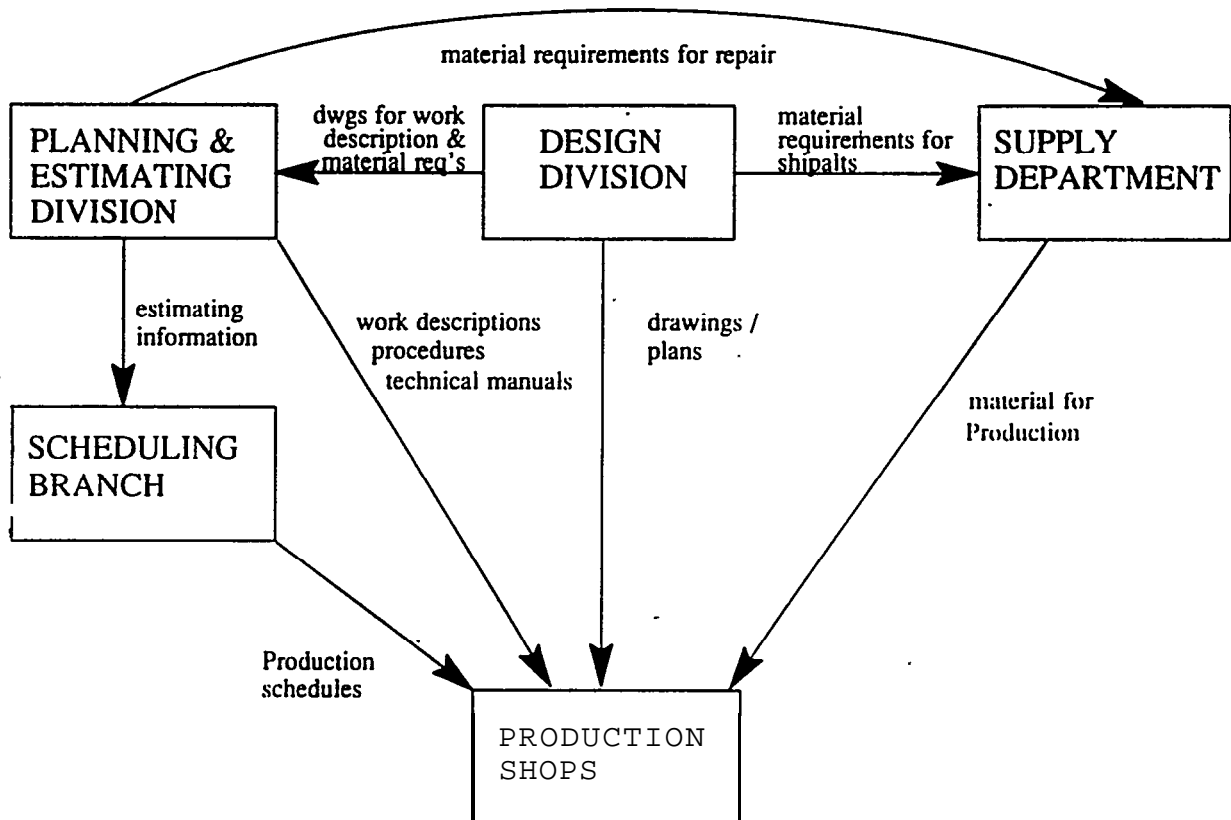 material requirements for repair
PLANNING &
ESTIMATING
DIVISION
dwgs for work
description &
material req's
DESIGN
DIVISION
material
requirements for
shipalts
SUPPLY
DEPARTMENT
estimating
information
work descriptions
procedures
technical manuals
drawings /
plans
material for
Production
SCHEDULING
BRANCH
Production
schedules
PRODUCTION
SHOPS